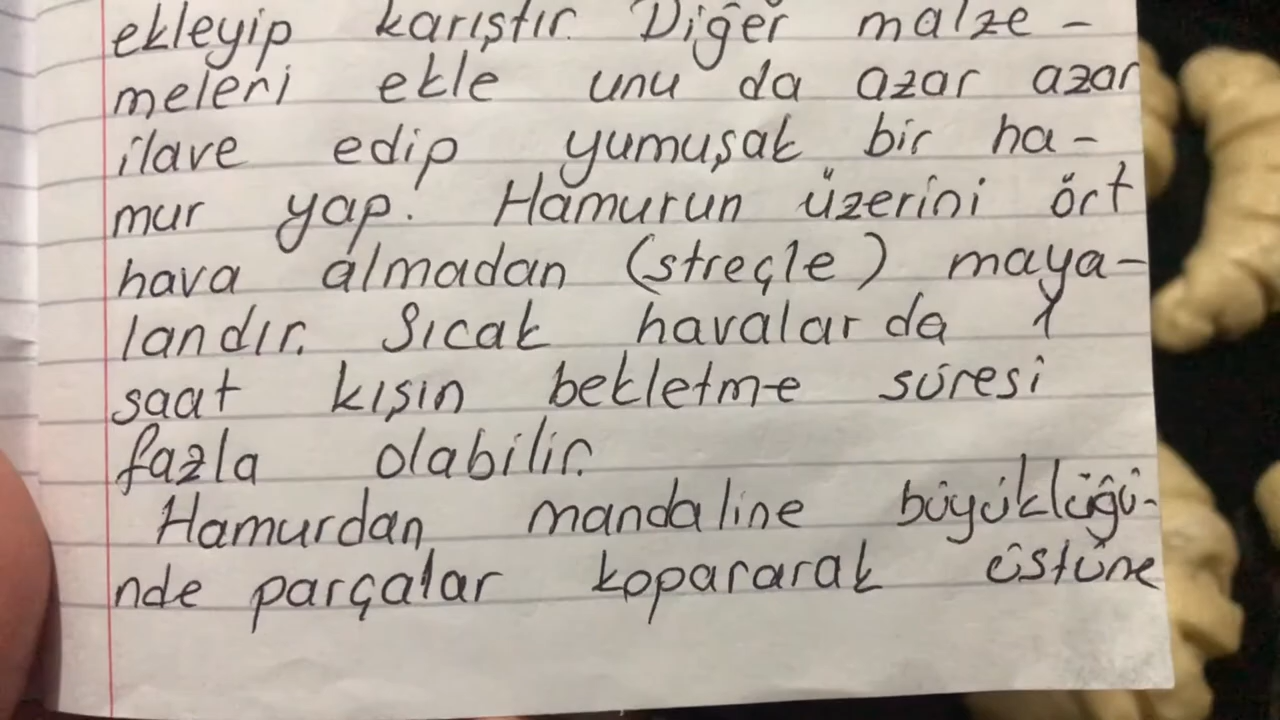 ekleyip karıştır. Diğer malze-
meleri ekle unu da azar azar
ilave edip yumuşak bir ha-
mur yap. Hamurun üzerini ört
hava almadan (streçle) maya-
landır. Sıcak havalarda 1
saat kışın bekletme süresi
fazla olabilir.
Hamurdan mandaline büyüklüğü-
nde parçalar kopararak üstüne